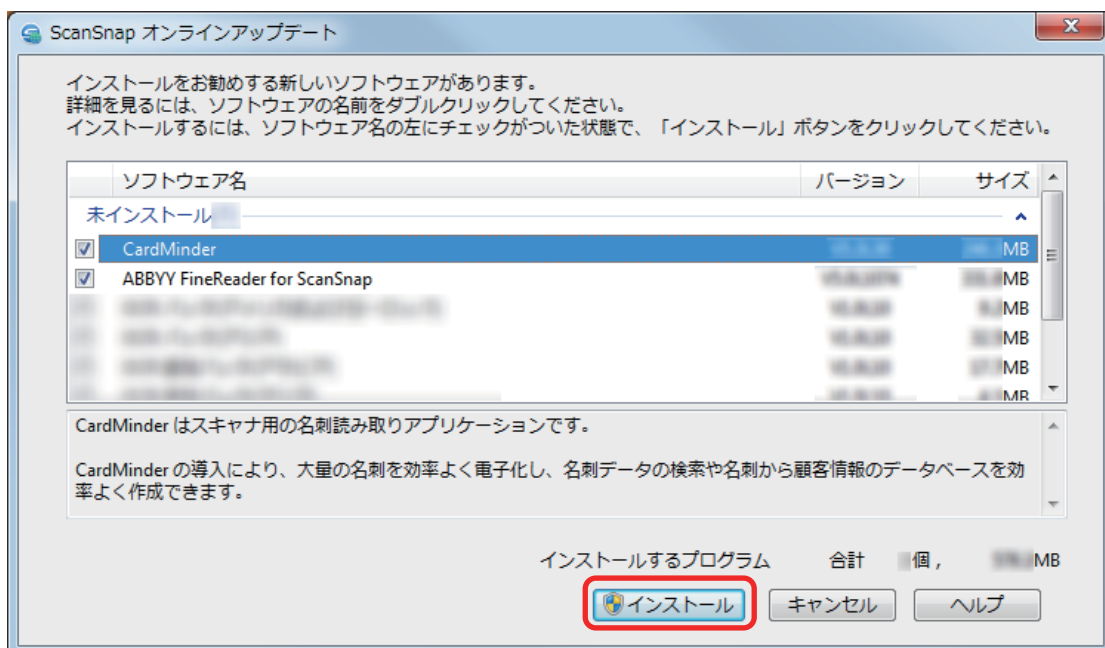 ScanSnap オンラインアップデート
インストールをお勧めする新しいソフトウェアがあります。
詳細を見るには、ソフトウェアの名前をダブルクリックしてください。
インストールするには、ソフトウェア名の左にチェックがついた状態で、「インストール」ボタンをクリックしてください。
ソフトウェア名 バージョン サイズ
未インストール
CardMinder MB
ABBYY FineReader for ScanSnap MB
MB
MB
MB
MB
CardMinder はスキャナ用の名刺読み取りアプリケーションです。
CardMinder の導入により、大量の名刺を効率よく電子化し、名刺データの検索や名刺から顧客情報のデータベースを効
率よく作成できます。
インストールするプログラム 合計 個 , MB
インストール キャンセル ヘルプ